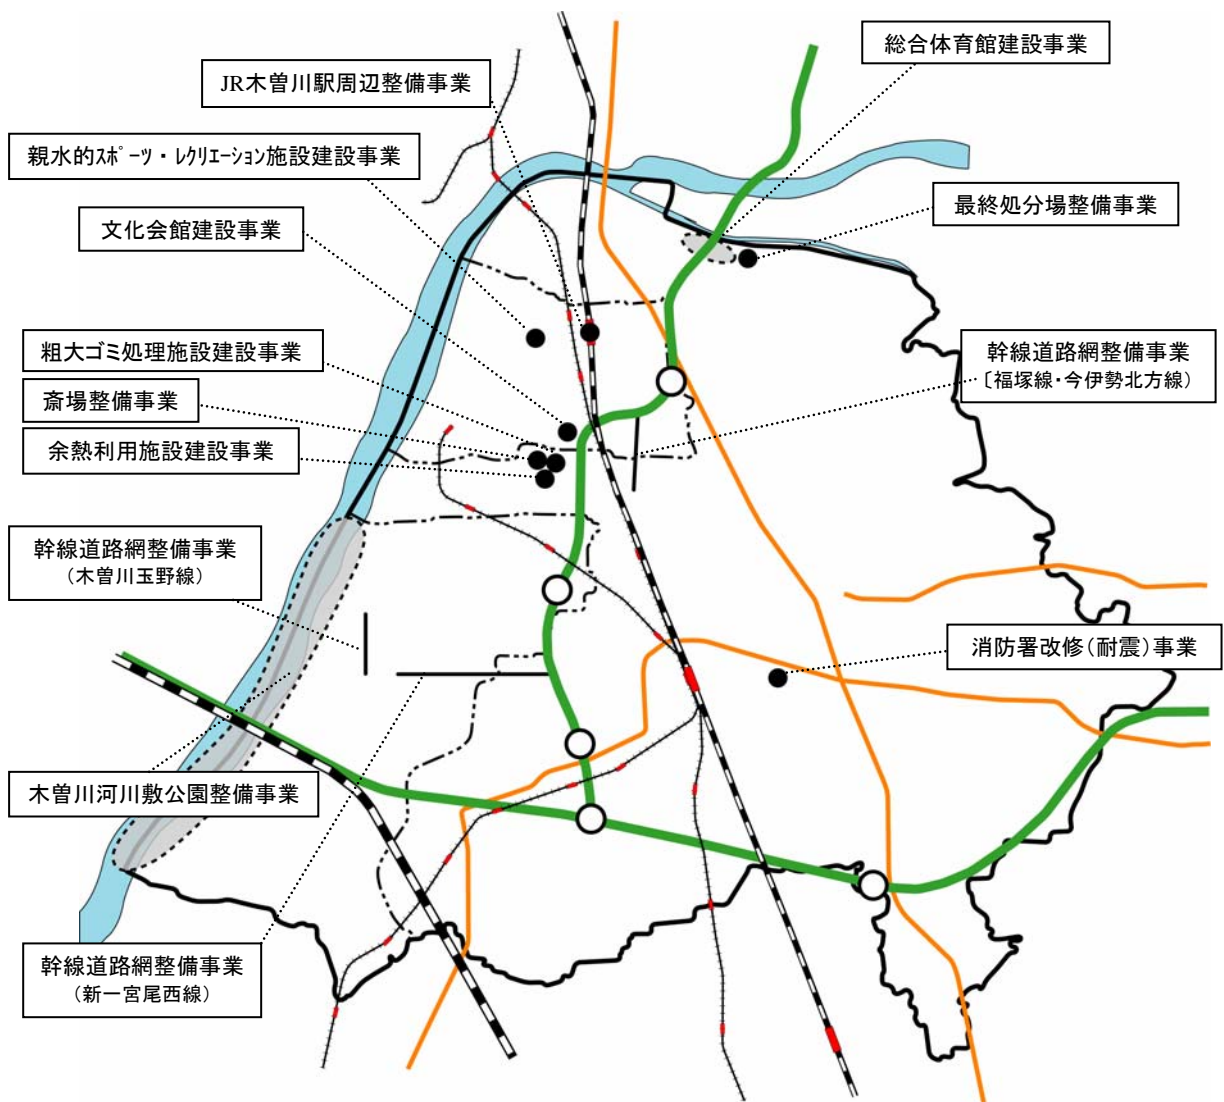 総合体育館建設事業
JR木曽川駅周辺整備事業
親水的ｽﾎﾟｰﾂ・ﾚｸﾘｴｰｼｮﾝ施設建設事業
最終処分場整備事業
文化会館建設事業
粗大ゴミ処理施設建設事業
幹線道路網整備事業
〔福塚線・今伊勢北方線）
斎場整備事業
余熱利用施設建設事業
幹線道路網整備事業
（木曽川玉野線）
消防署改修（耐震）事業
木曽川河川敷公園整備事業
幹線道路網整備事業
（新一宮尾西線）